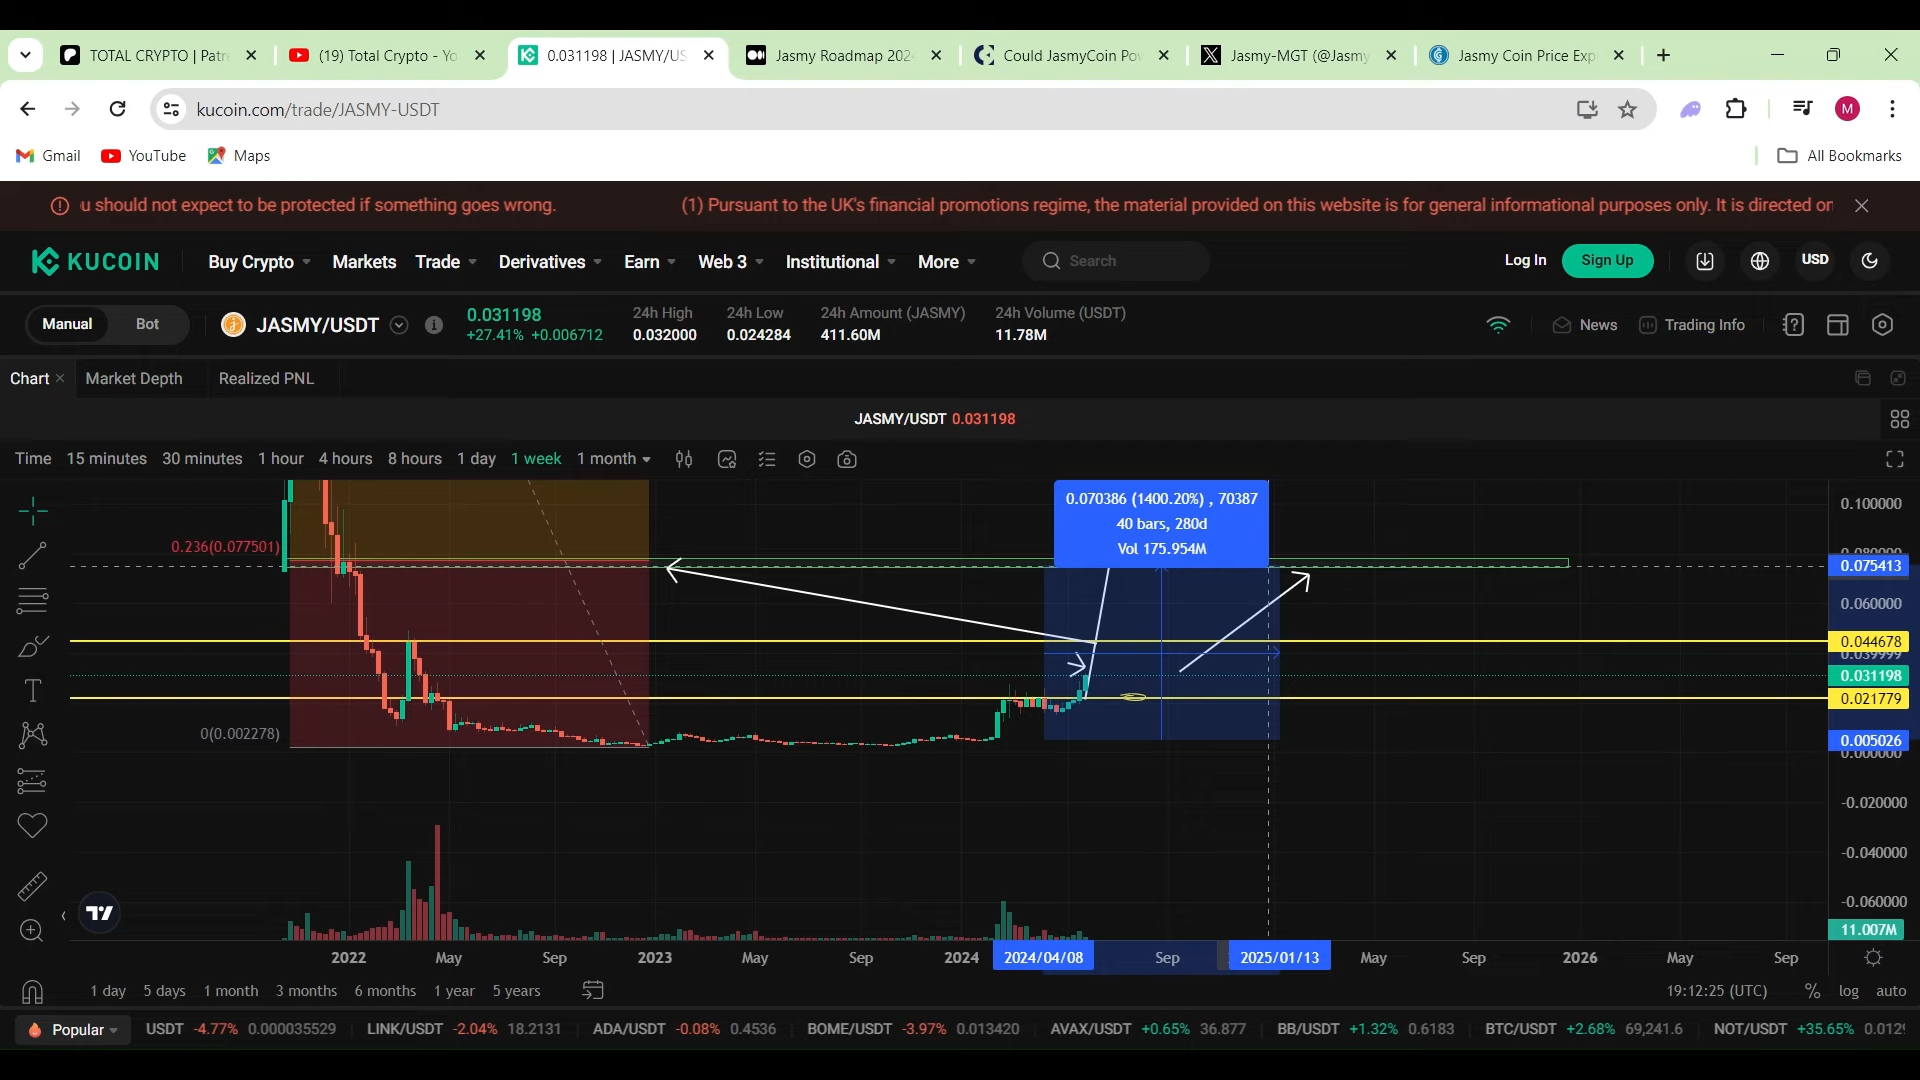 TOTAL CRYPTO | Patr
(19) Total Crypto - Yo
0.031198 | JASMY/US
Jasmy Roadmap 202
Could JasmyCoin Pov
Jasmy-MGT (@Jasmy
Jasmy Coin Price Exp
kucoin.com/trade/JASMY-USDT
M
Gmail
YouTube
Maps
All Bookmarks
u should not expect to be protected if something goes wrong.
(1) Pursuant to the UK's financial promotions regime, the material provided on this website is for general informational purposes only. It is directed or
KUCOIN
Buy Crypto
Markets
Trade
Derivatives
Earn
Web 3
Institutional
More
Search
Log In
Sign Up
USD
Manual
Bot
JASMY/USDT
0.031198
+27.41% +0.006712
24h High
0.032000
24h Low
0.024284
24h Amount (JASMY)
411.60M
24h Volume (USDT)
11.78M
News
Trading Info
Chart
Market Depth
Realized PNL
JASMY/USDT 0.031198
Time
15 minutes
30 minutes
1 hour
4 hours
8 hours
1 day
1 week
1 month
0.070386 (1400.20%) , 70387
40 bars, 280d
Vol 175.954M
0.236(0.077501)
0(0.002278)
0.100000
0.075413
0.060000
0.044678
0.031198
0.021779
0.005026
0.000000
-0.020000
-0.040000
-0.060000
11.007M
2022
May
Sep
2023
May
Sep
2024
2024/04/08
Sep
2025/01/13
May
Sep
2026
May
Sep
1 day
5 days
1 month
3 months
6 months
1 year
5 years
19:12:25 (UTC)
%
log
auto
Popular
USDT -4.77% 0.000035529
LINK/USDT -2.04% 18.2131
ADA/USDT -0.08% 0.4536
BOME/USDT -3.97% 0.013420
AVAX/USDT +0.65% 36.877
BB/USDT +1.32% 0.6183
BTC/USDT +2.68% 69,241.6
NOT/USDT +35.65% 0.012